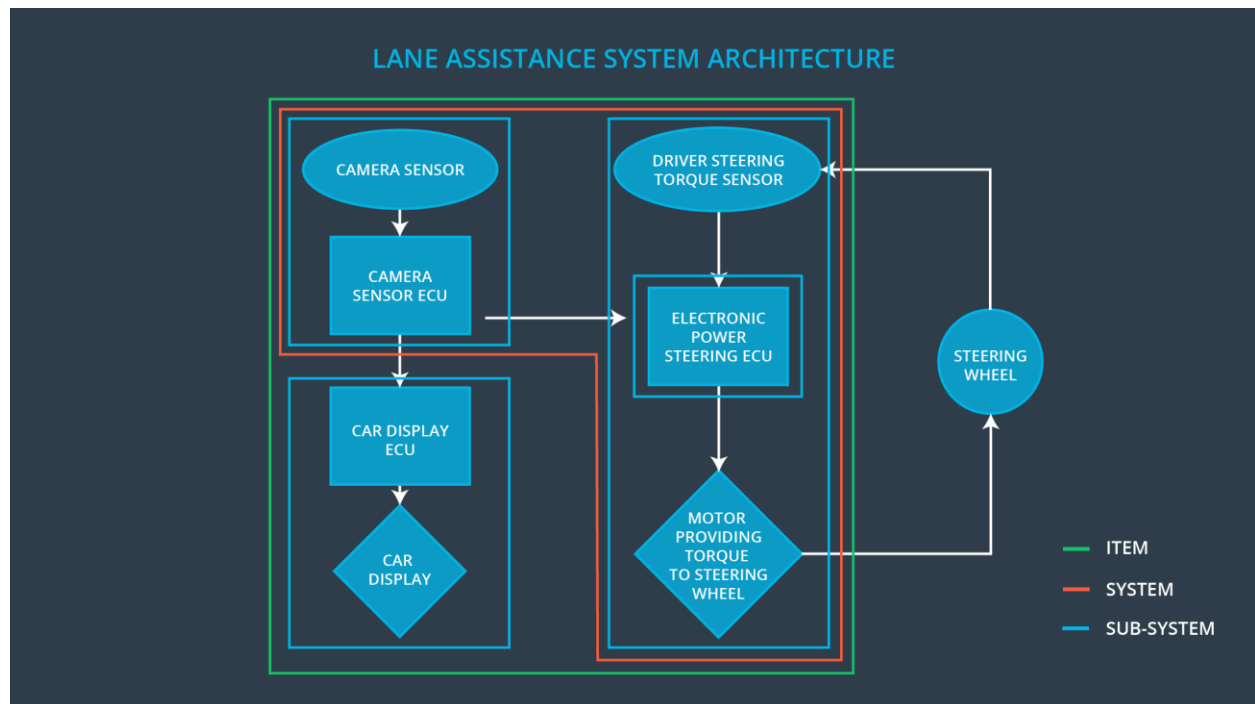 LANE ASSISTANCE SYSTEM ARCHITECTURE
CAMERA SENSOR
CAMERA
SENSOR ECU
CAR DISPLAY
ECU
CAR
DISPLAY
DRIVER STEERING
TORQUE SENSOR
ELECTRONIC
POWER
STEERING ECU
MOTOR
PROVIDING
TORQUE
TO STEERING
WHEEL
STEERING
WHEEL
ITEM
SYSTEM
SUB-SYSTEM